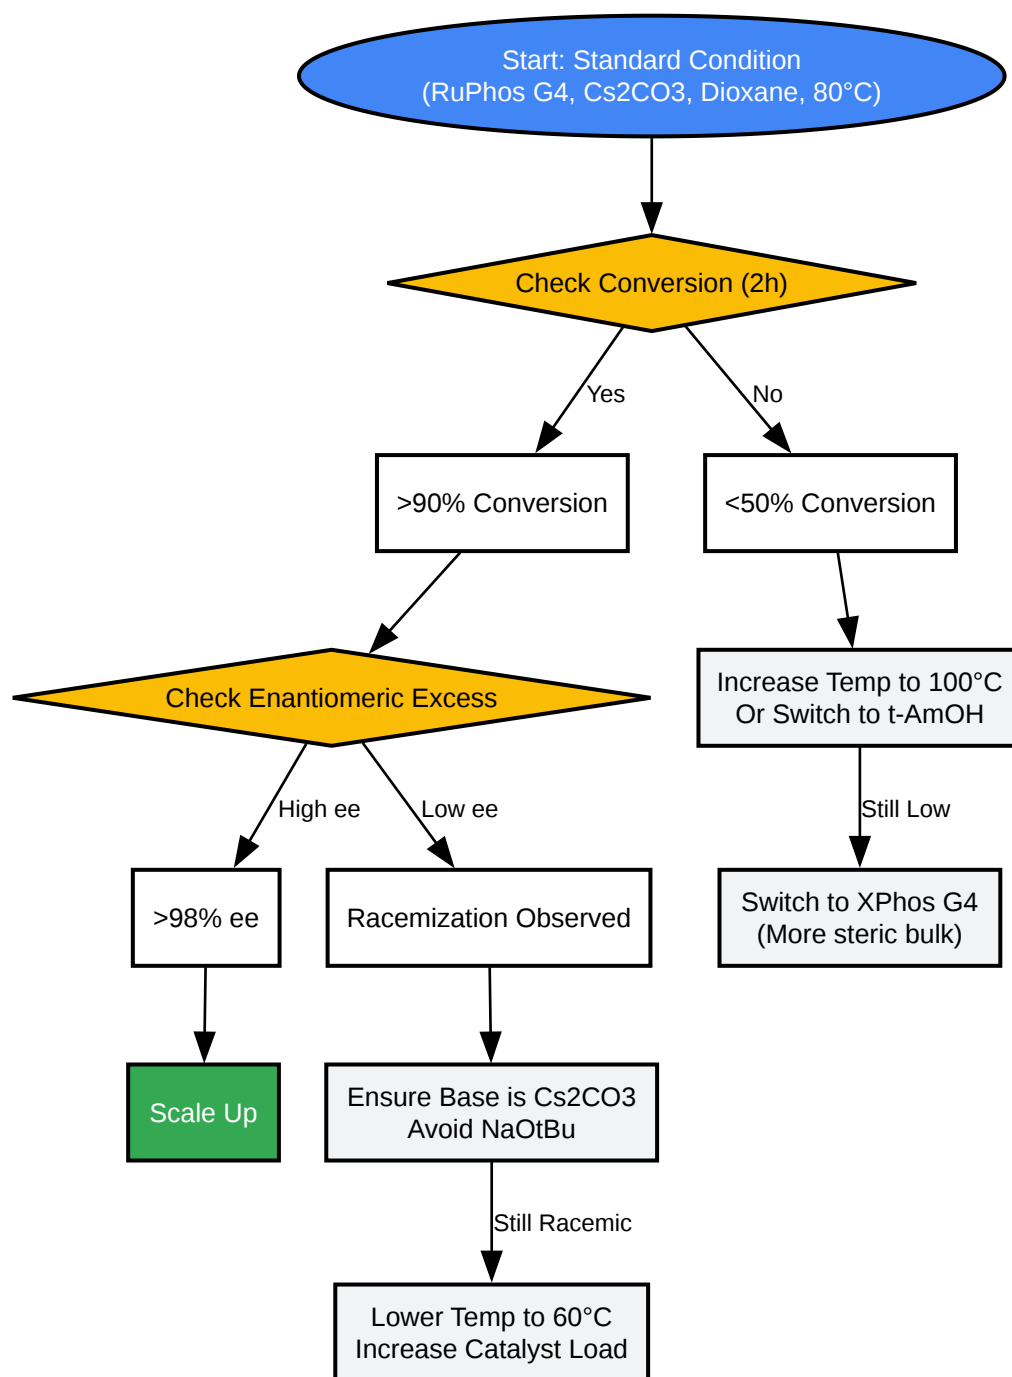 Start: Standard Condition
(RuPhos G4, Cs2CO3, Dioxane, 80°C)
Check Conversion (2h)
Yes
No
>90% Conversion
<50% Conversion
Check Enantiomeric Excess
Increase Temp to 100°C
Or Switch to t-AmOH
High ee
Low ee
Still Low
>98% ee
Racemization Observed
Switch to XPhos G4
(More steric bulk)
Scale Up
Ensure Base is Cs2CO3
Avoid NaOtBu
Still Racemic
Lower Temp to 60°C
Increase Catalyst Load